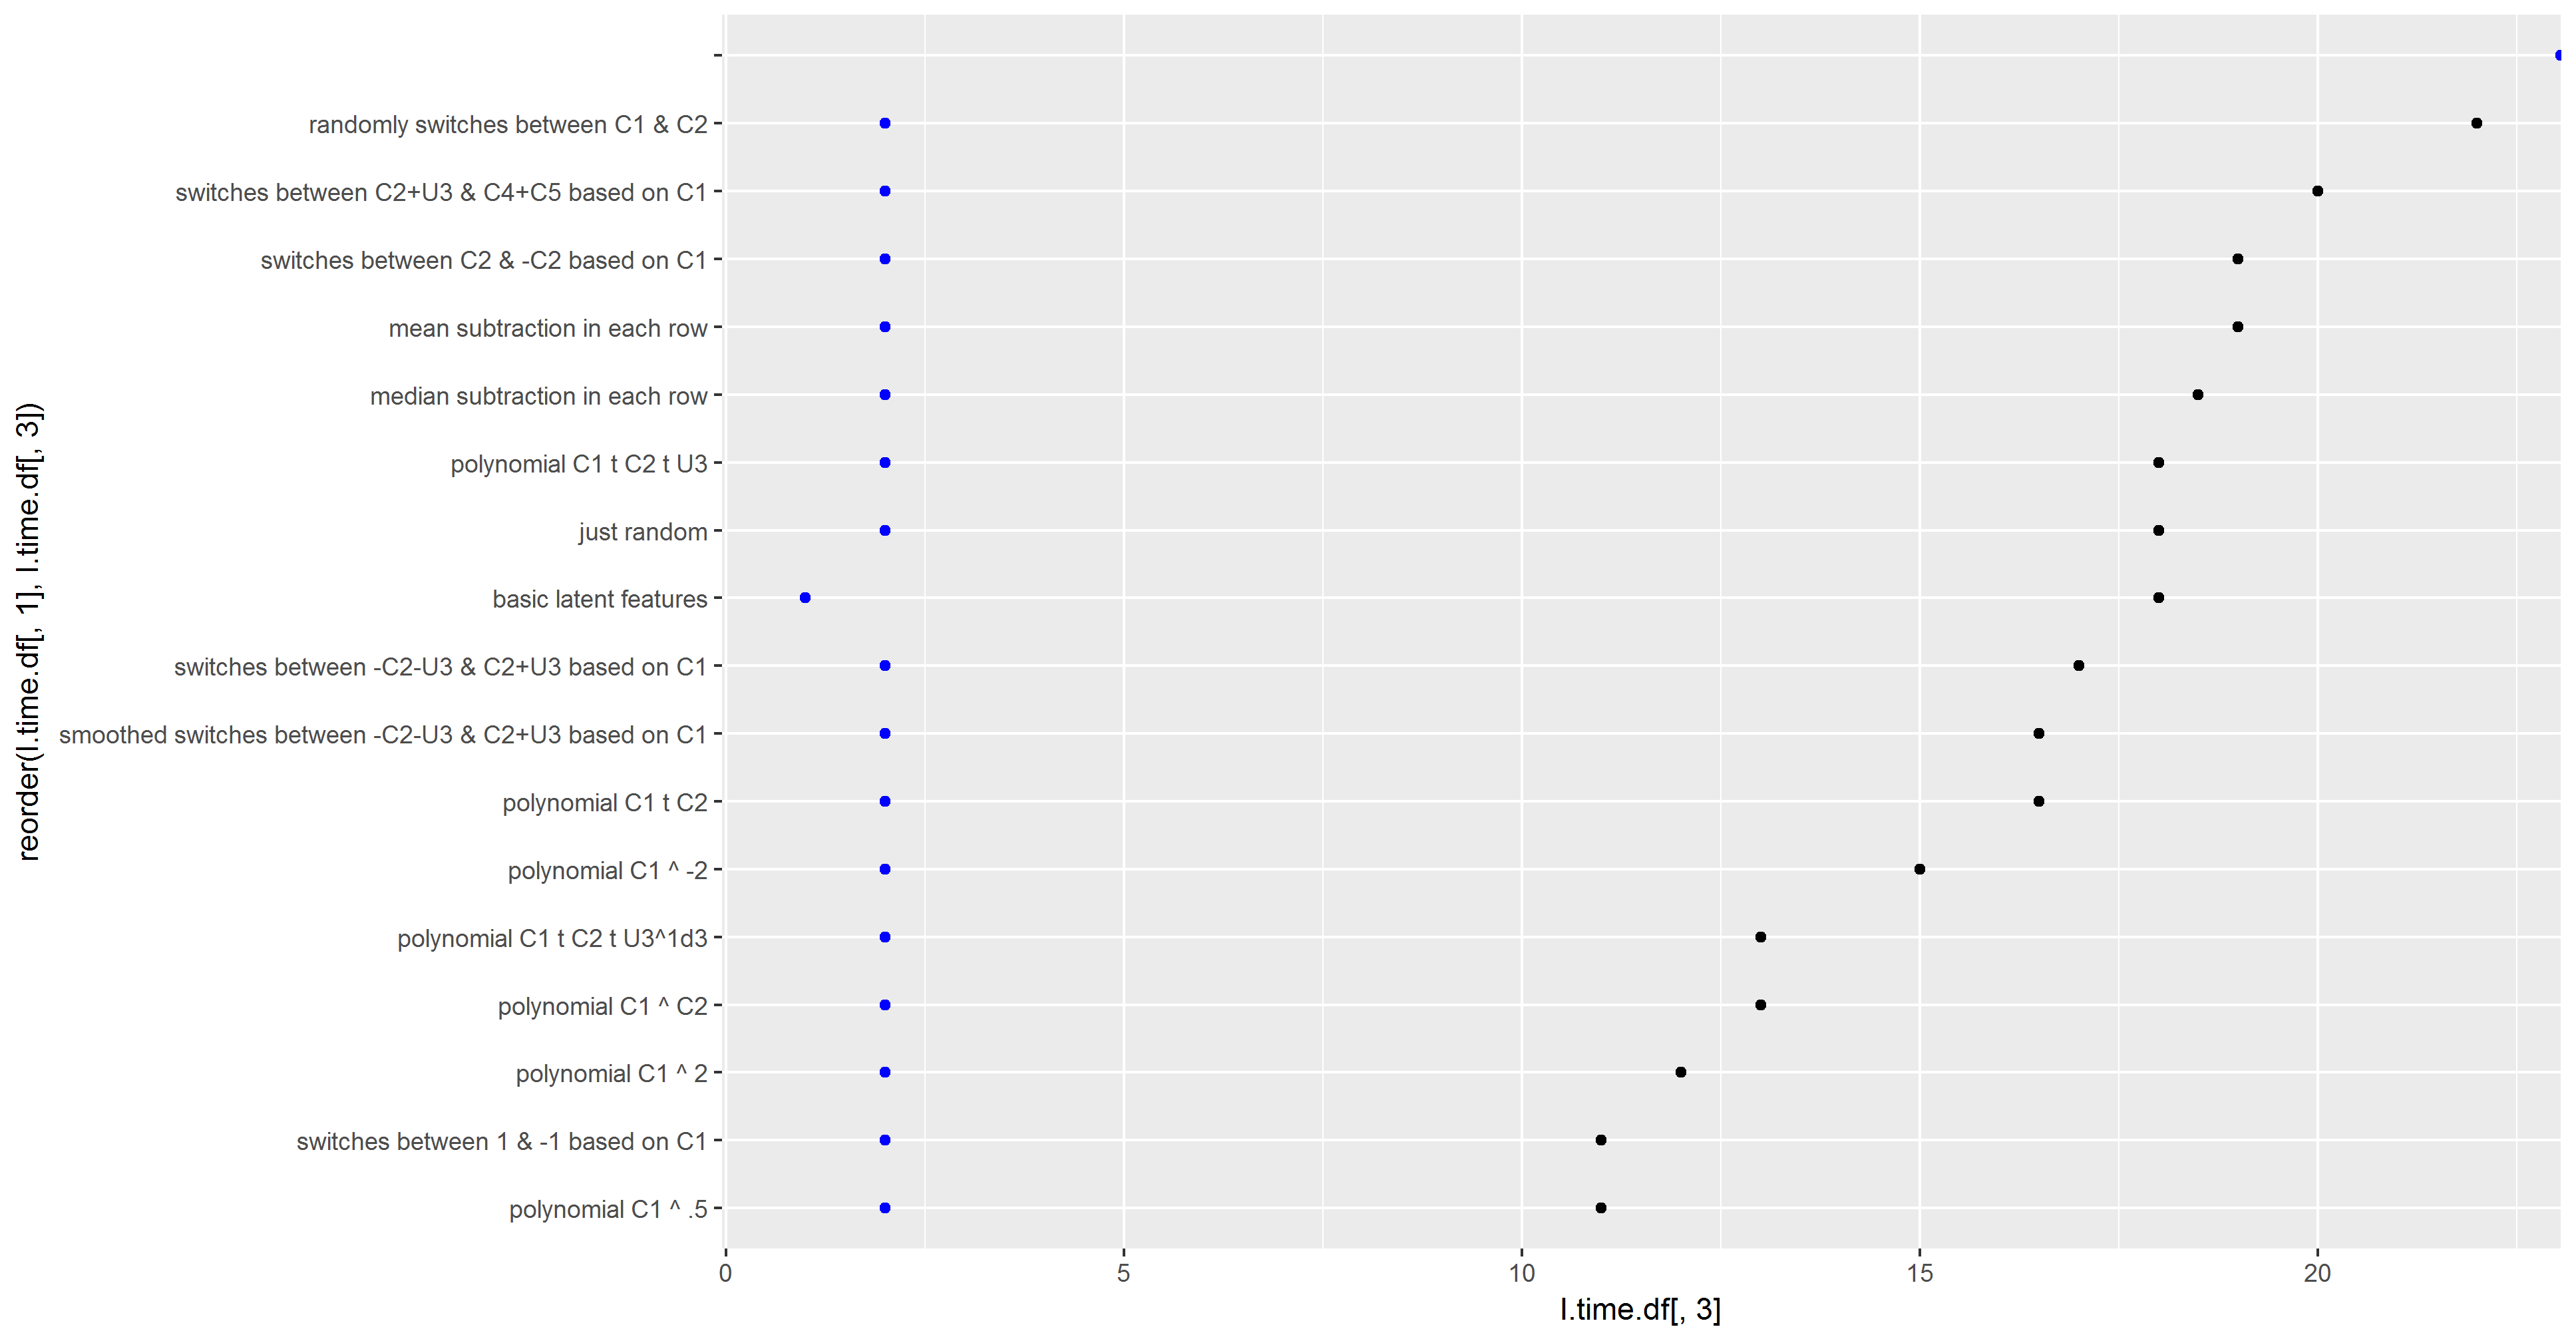 randomly switches between C1 & C2
switches between C2+U3 & C4+C5 based on C1
switches between C2 & -C2 based on C1
mean subtraction in each row
median subtraction in each row
polynomial C1 t C2 t U3
just random
basic latent features
switches between -C2-U3 & C2+U3 based on C1
smoothed switches between -C2-U3 & C2+U3 based on C1
polynomial C1 t C2
polynomial C1 ^ -2
polynomial C1 t C2 t U3^1d3
polynomial C1 ^ C2
polynomial C1 ^ 2
switches between 1 & -1 based on C1
polynomial C1 ^ .5
reorder(l.time.df[, 1], l.time.df[, 3])
0 5 10 15 20
l.time.df[, 3]